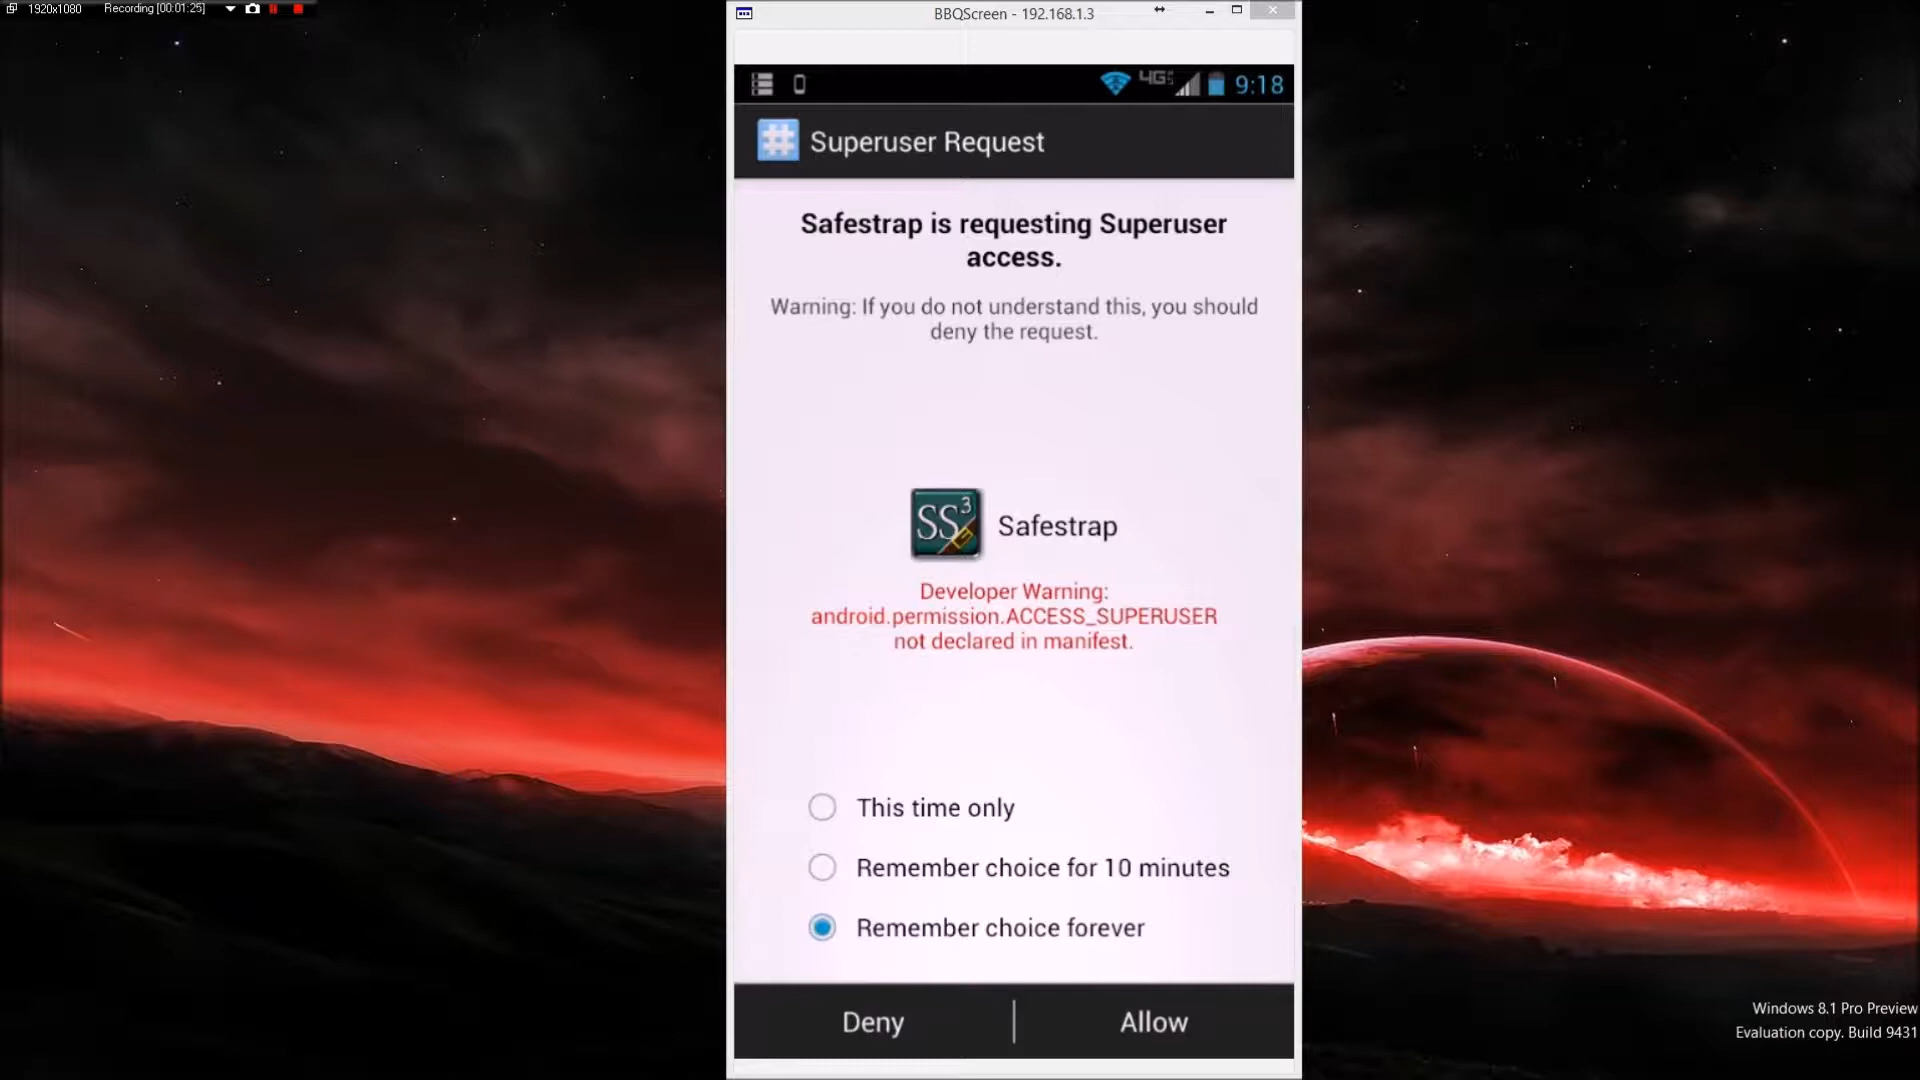 1920x1080 Recording [00:01:25]
BBQScreen - 192.168.1.3
4G 9:18
Superuser Request
Safestrap is requesting Superuser
access.
Warning: If you do not understand this, you should
deny the request.
SS3 Safestrap
Developer Warning:
android.permission.ACCESS_SUPERUSER
not declared in manifest.
This time only
Remember choice for 10 minutes
Remember choice forever
Deny Allow
Windows 8.1 Pro Preview
Evaluation copy. Build 9431